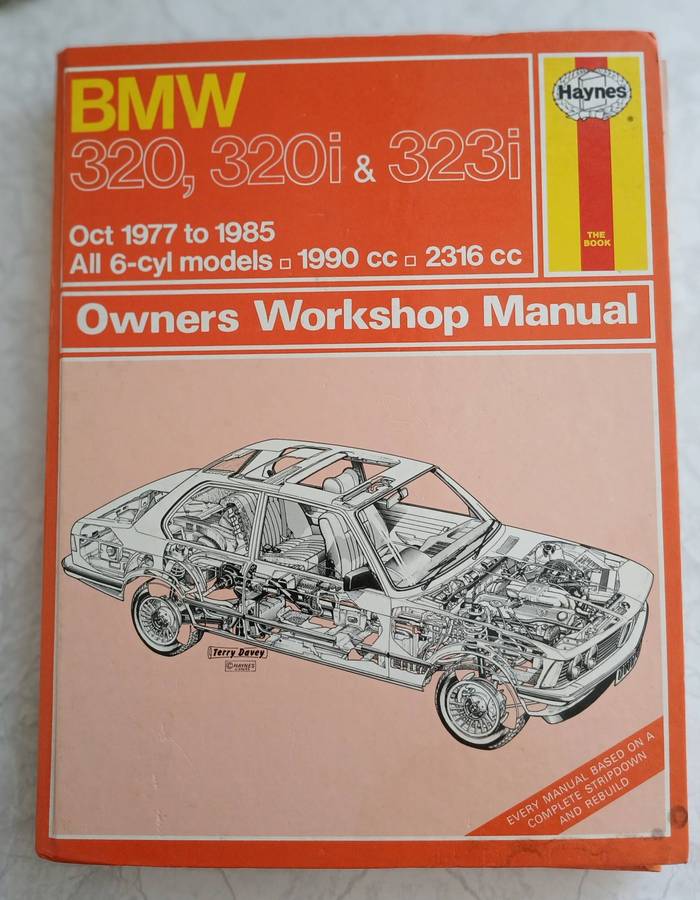 BMW
320, 320i & 323i
Oct 1977 to 1985
All 6-cyl models □ 1990 cc □ 2316 cc
Haynes
THE
BOOK
Owners Workshop Manual
Terry Davey
© HAYNES
EVERY MANUAL BASED ON A
COMPLETE STRIPDOWN
AND REBUILD